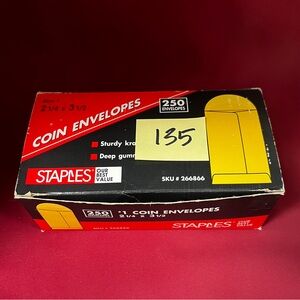 2 1/4 x 3 1/2
250
ENVELOPES
COIN ENVELOPES
135
Sturdy kra
Deep gumm
STAPLES
OUR
BEST
VALUE
SKU # 266866
250
#1 COIN ENVELOPES
2 1/4 x 3 1/2
STAPLES